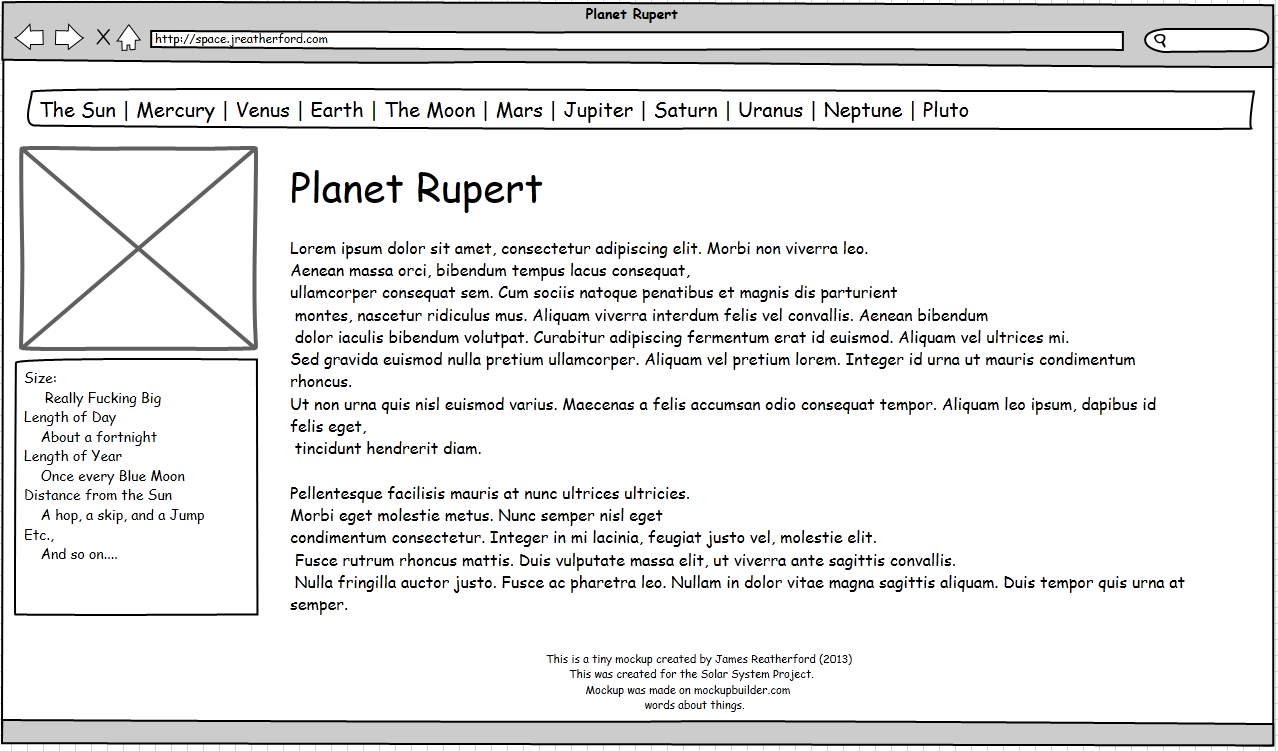 Planet Rupert
http://space.jreatherford.com
The Sun | Mercury | Venus | Earth | The Moon | Mars | Jupiter | Saturn | Uranus | Neptune | Pluto
Planet Rupert
Lorem ipsum dolor sit amet, consectetur adipiscing elit. Morbi non viverra leo.
Aenean massa orci, bibendum tempus lacus consequat,
ullamcorper consequat sem. Cum sociis natoque penatibus et magnis dis parturient
montes, nascetur ridiculus mus. Aliquam viverra interdum felis vel convallis. Aenean bibendum
dolor iaculis bibendum volutpat. Curabitur adipiscing fermentum erat id euismod. Aliquam vel ultrices mi.
Sed gravida euismod nulla pretium ullamcorper. Aliquam vel pretium lorem. Integer id urna ut mauris condimentum
rhoncus.
Ut non urna quis nisl euismod varius. Maecenas a felis accumsan odio consequat tempor. Aliquam leo ipsum, dapibus id
felis eget,
tincidunt hendrerit diam.
Pellentesque facilisis mauris at nunc ultrices ultricies.
Morbi eget molestie metus. Nunc semper nisl eget
condimentum consectetur. Integer in mi lacinia, feugiat justo vel, molestie elit.
Fusce rutrum rhoncus mattis. Duis vulputate massa elit, ut viverra ante sagittis convallis.
Nulla fringilla auctor justo. Fusce ac pharetra leo. Nullam in dolor vitae magna sagittis aliquam. Duis tempor quis urna at
semper.
Size:
Really Fucking Big
Length of Day
About a fortnight
Length of Year
Once every Blue Moon
Distance from the Sun
A hop, a skip, and a Jump
Etc.,
And so on....
This is a tiny mockup created by James Reatherford (2013)
This was created for the Solar System Project.
Mockup was made on mockupbuilder.com
words about things.